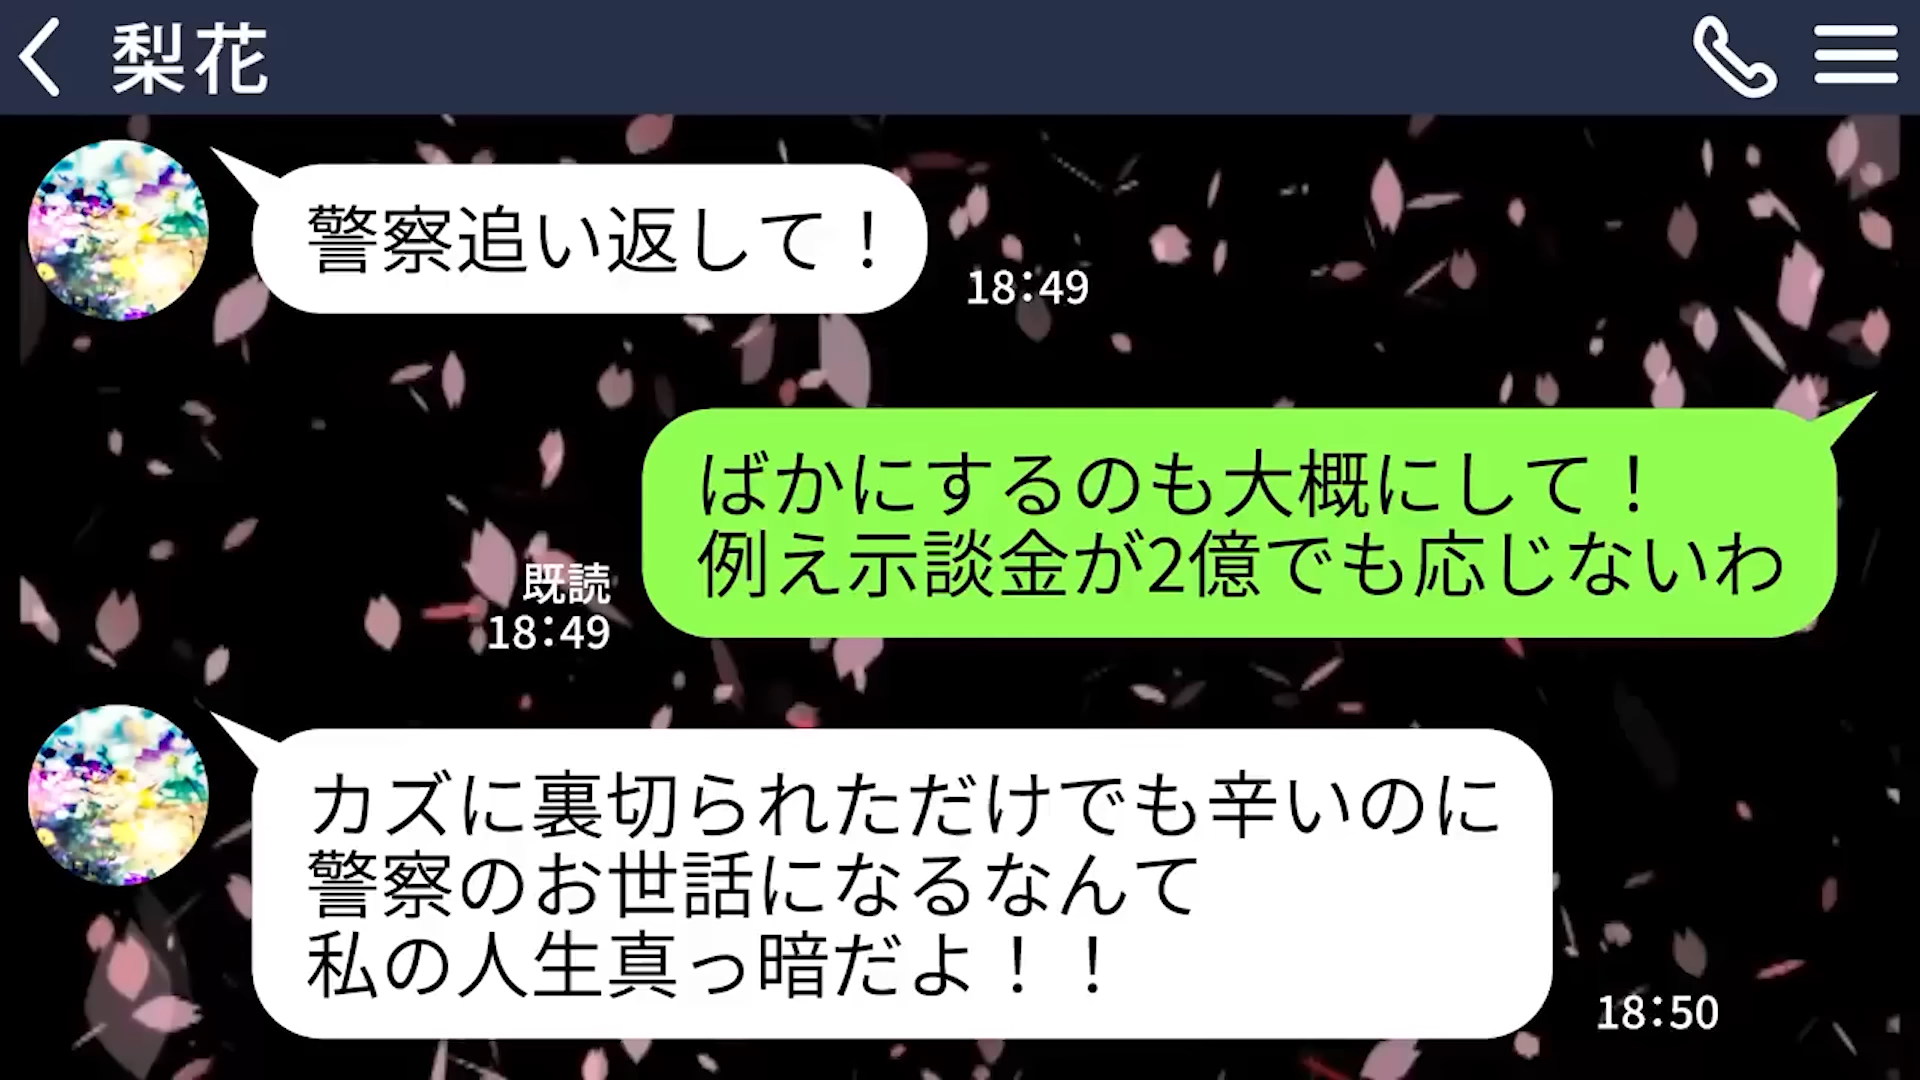 梨花
警察追い返して！
18:49
ばかにするのも大概にして！
例え示談金が2億でも応じないわ
既読
18:49
カズに裏切られただけでも辛いのに
警察のお世話になるなんて
私の人生真っ暗だよ！！
18:50